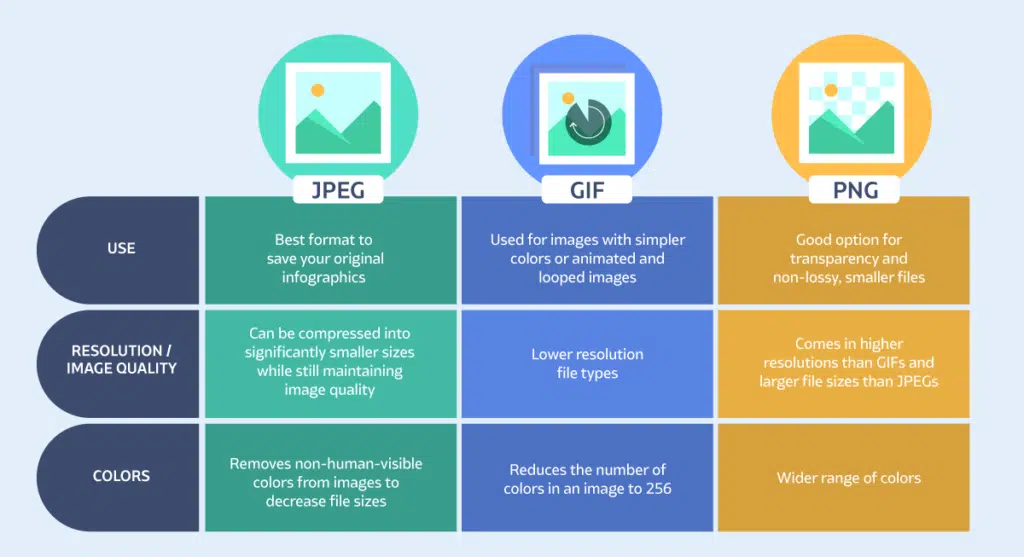 JPEG
GIF
PNG
USE
Best format to
save your original
infographics
Used for images with simpler
colors or animated and
looped images
Good option for
transparency and
non-lossy, smaller files
RESOLUTION /
IMAGE QUALITY
Can be compressed into
significantly smaller sizes
while still maintaining
image quality
Lower resolution
file types
Comes in higher
resolutions than GIFs and
larger file sizes than JPEGs
COLORS
Removes non-human-visible
colors from images to
decrease file sizes
Reduces the number of
colors in an image to 256
Wider range of colors